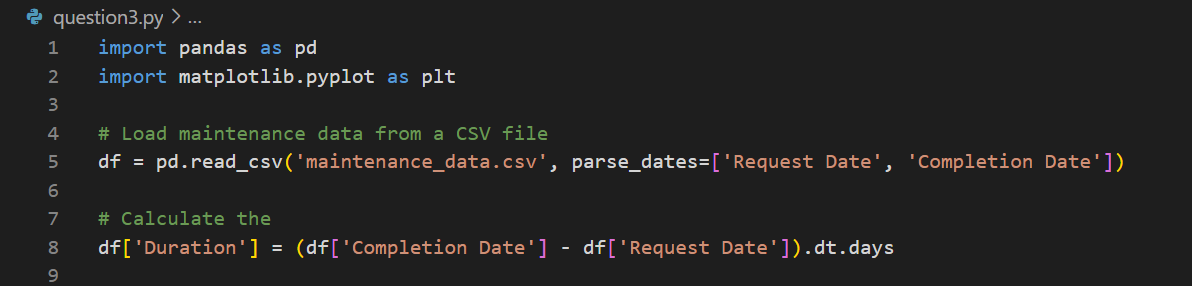 question3.py > ...
1 import pandas as pd
2 import matplotlib.pyplot as plt
3
4 # Load maintenance data from a CSV file
5 df = pd.read_csv('maintenance_data.csv', parse_dates=['Request Date', 'Completion Date'])
6
7 # Calculate the
8 df['Duration'] = (df['Completion Date'] - df['Request Date']).dt.days
9